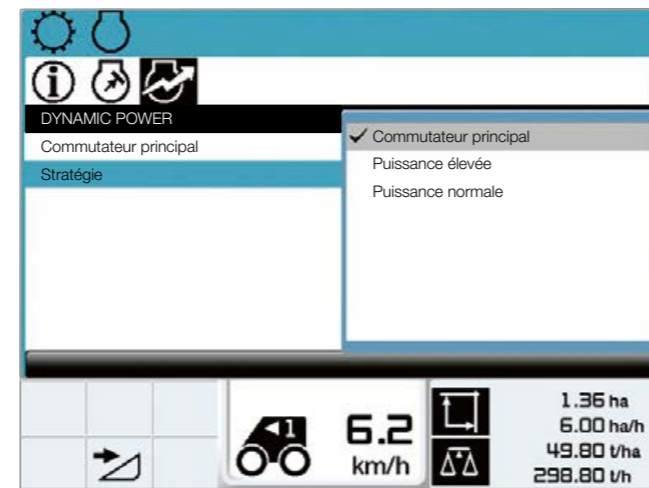 DYNAMIC POWER
Commutateur principal
Stratégie
Commutateur principal
Puissance élevée
Puissance normale
1
6.2
km/h
1.36 ha
6.00 ha/h
49.80 t/ha
298.80 t/h